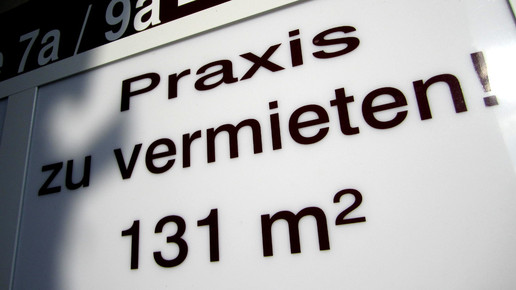 7a / 9a
Praxis
zu vermieten!
131 m²